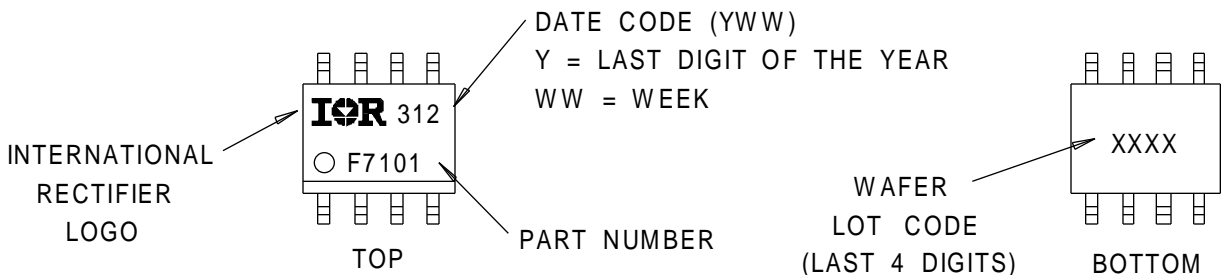 DATE CODE (YWW)
Y = LAST DIGIT OF THE YEAR
WW = WEEK
IOR 312
F7101
INTERNATIONAL
RECTIFIER
LOGO
TOP
PART NUMBER
XXXX
WAFER
LOT CODE
(LAST 4 DIGITS)
BOTTOM